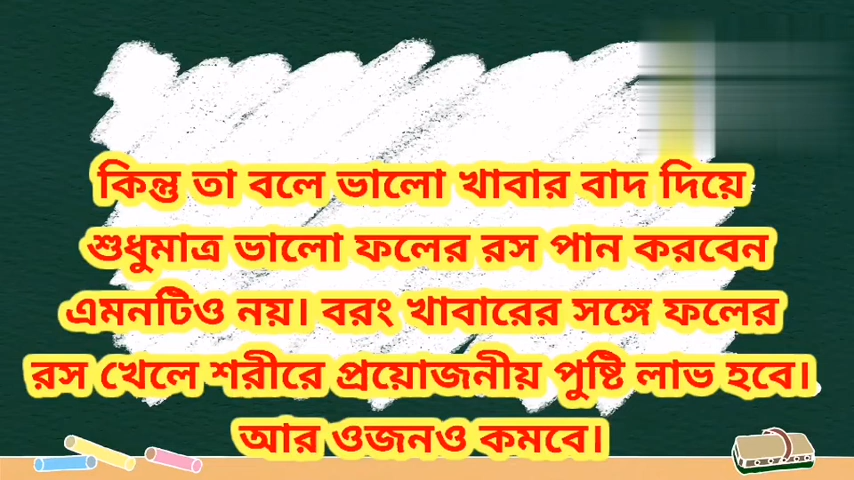 কিন্তু তা বলে ভালো খাবার বাদ দিয়ে
শুধুমাত্র ভালো ফলের রস পান করবেন
এমনটিও নয়। বরং খাবারের সঙ্গে ফলের
রস খেলে শরীরে প্রয়োজনীয় পুষ্টি লাভ হবে।
আর ওজনও কমবে।